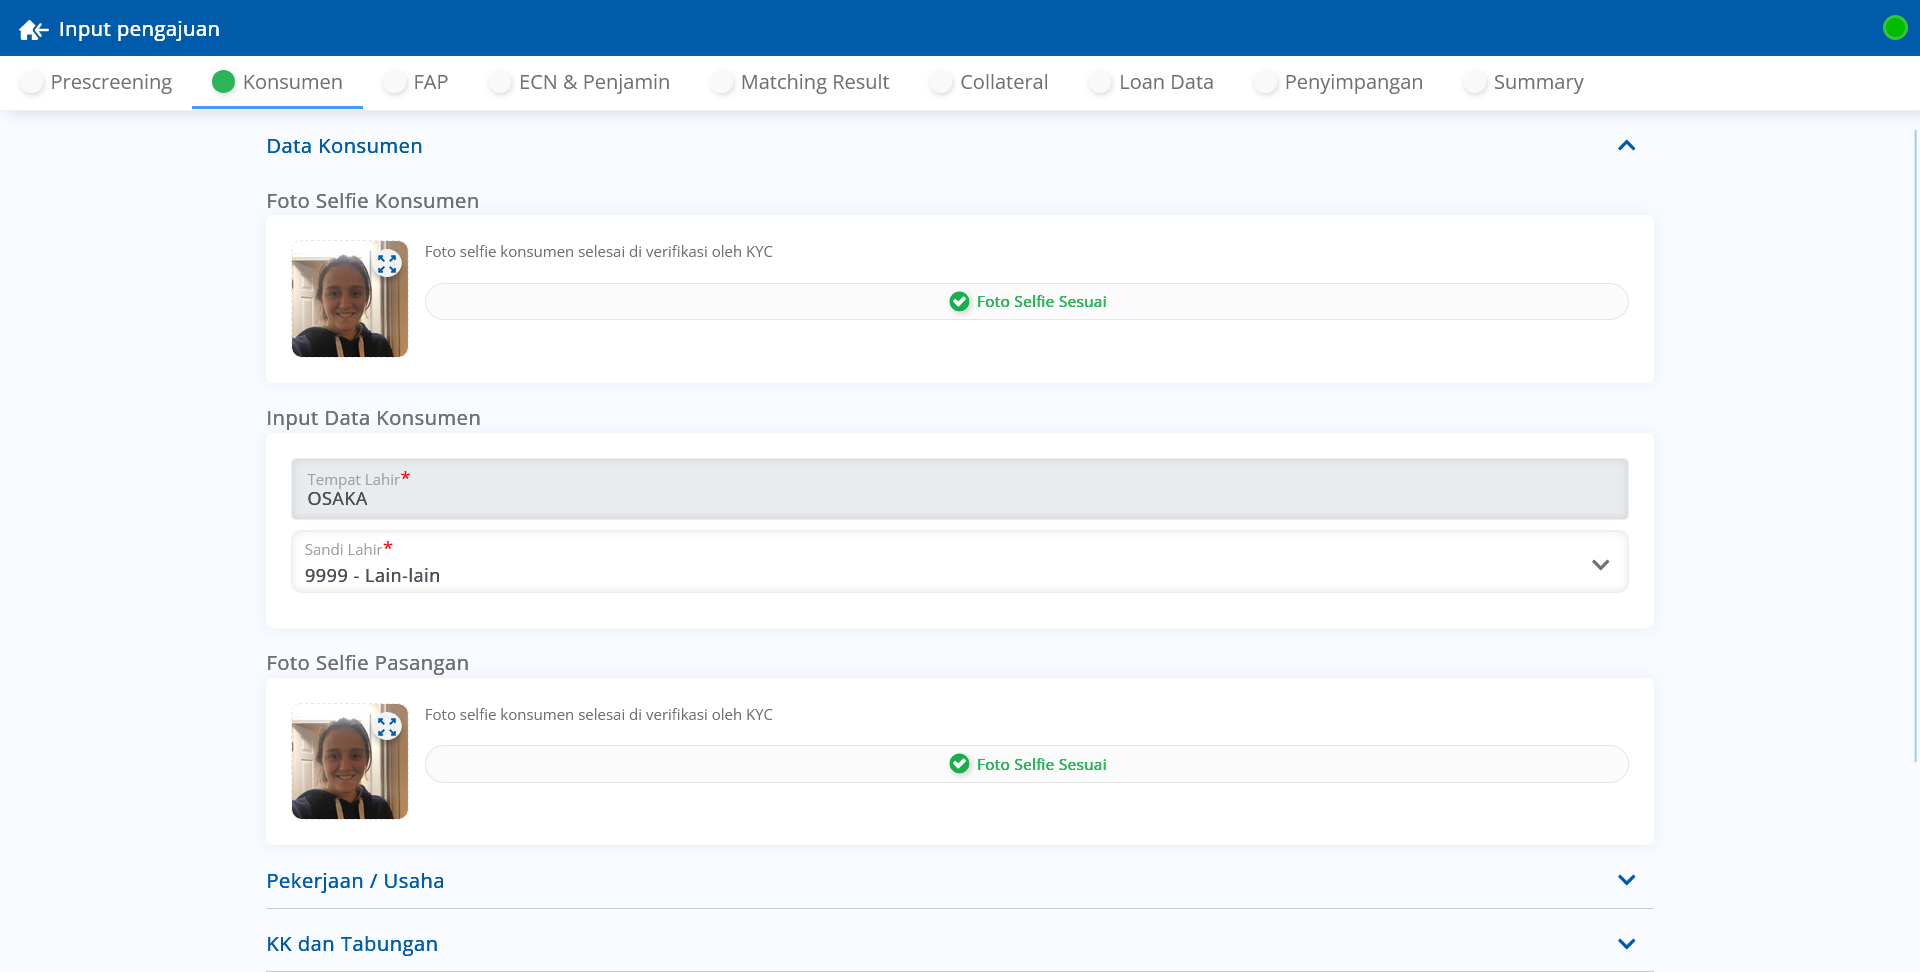 Input pengajuan
Prescreening
Konsumen
FAP
ECN & Penjamin
Matching Result
Collateral
Loan Data
Penyimpangan
Summary
Data Konsumen
Foto Selfie Konsumen
Foto selfie konsumen selesai di verifikasi oleh KYC
Foto Selfie Sesuai
Input Data Konsumen
Tempat Lahir*
OSAKA
Sandi Lahir*
9999 - Lain-lain
Foto Selfie Pasangan
Foto selfie konsumen selesai di verifikasi oleh KYC
Foto Selfie Sesuai
Pekerjaan / Usaha
KK dan Tabungan